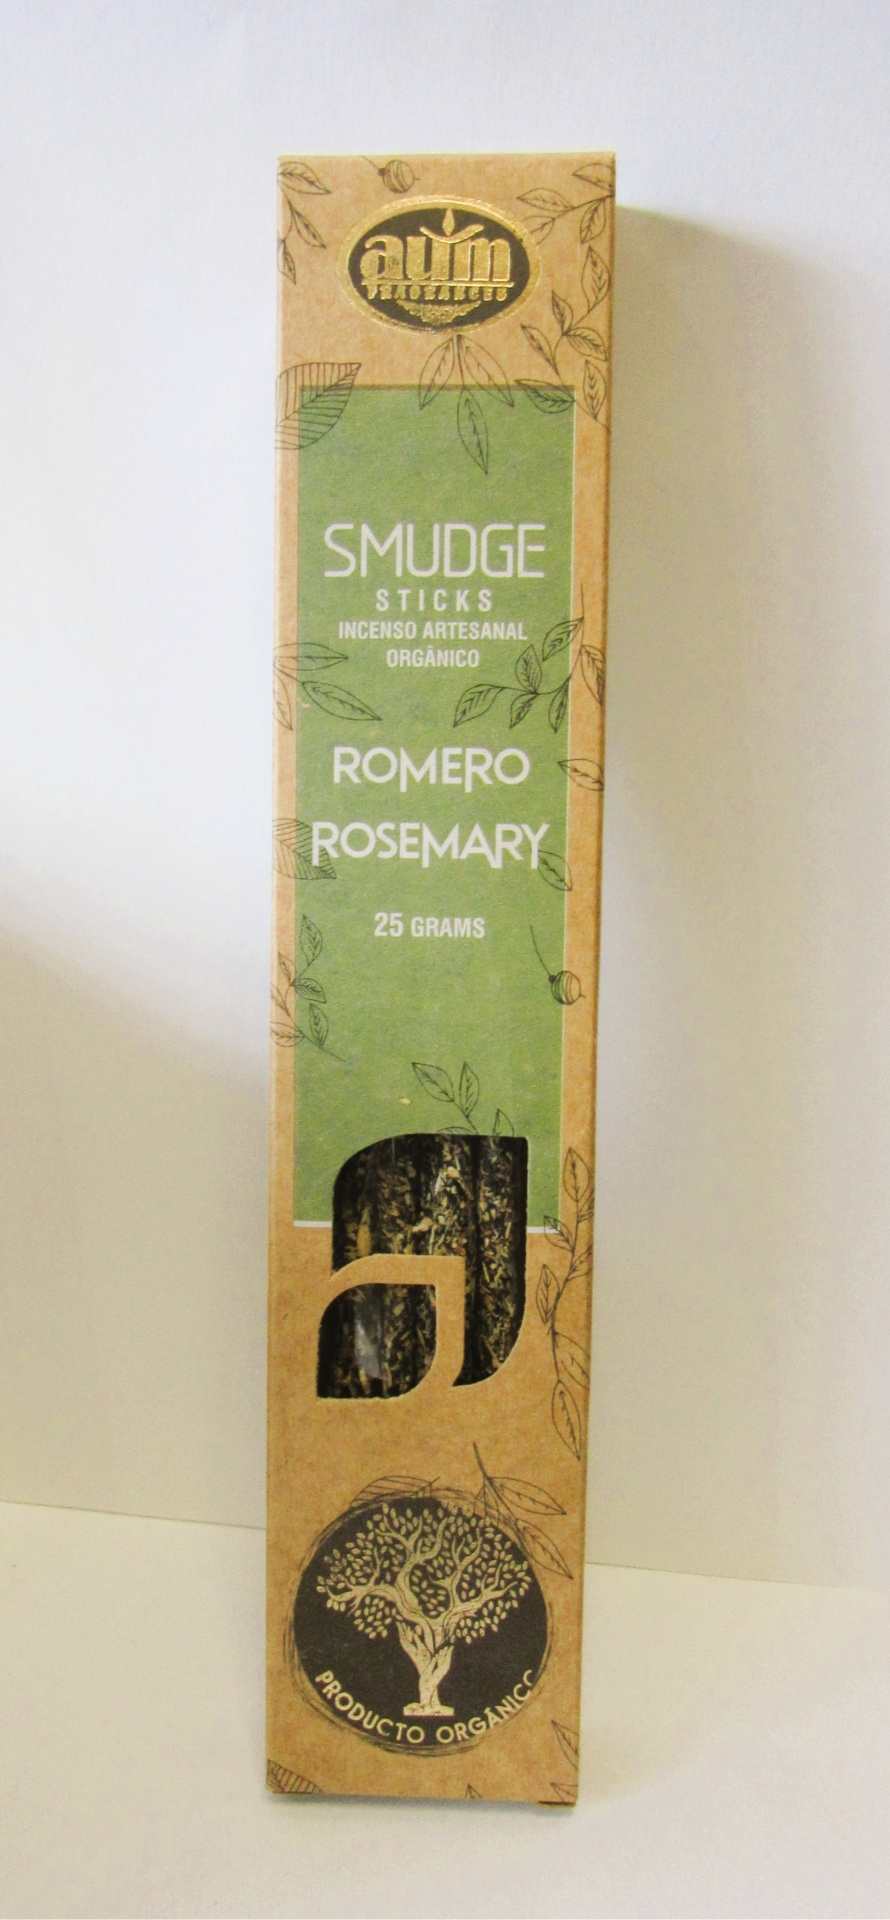 aum
FRAGRANCES
SMUDGE
STICKS
INCENSO ARTESANAL
ORGÂNICO
ROMERO
ROSEMARY
25 GRAMS
PRODUCTO ORGÂNICO